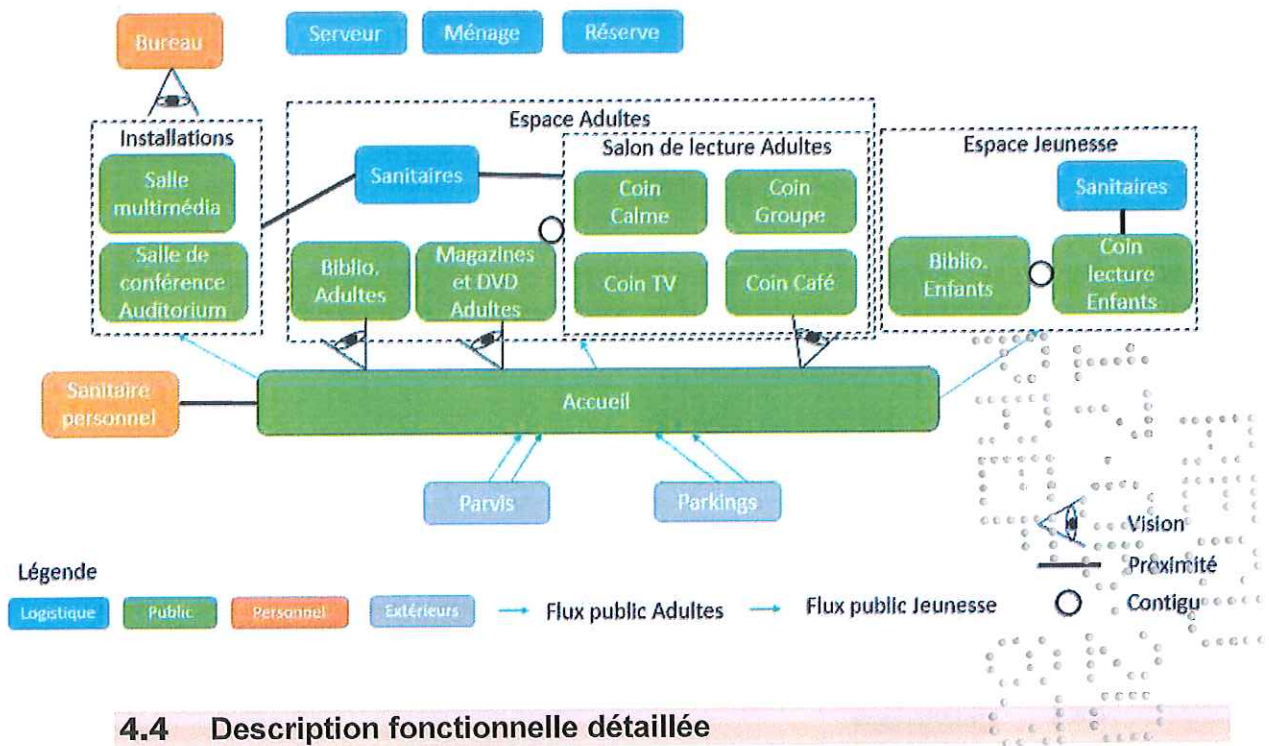 Bureau
Serveur
Ménage
Réserve
Installations
Salle
multimédia
Salle de
conférence
Auditorium
Espace Adultes
Sanitaires
Biblio.
Adultes
Magazines
et DVD
Adultes
Salon de lecture Adultes
Coin
Calme
Coin
Groupe
Coin TV
Coin Café
Espace Jeunesse
Sanitaires
Biblio.
Enfants
Coin
lecture
Enfants
Sanitaire
personnel
Accueil
Parvis
Parkings
Vision
Proximité
Contigu
Légende
Logistique
Public
Personnel
Extérieurs
Flux public Adultes
Flux public Jeunesse
4.4 Description fonctionnelle détaillée